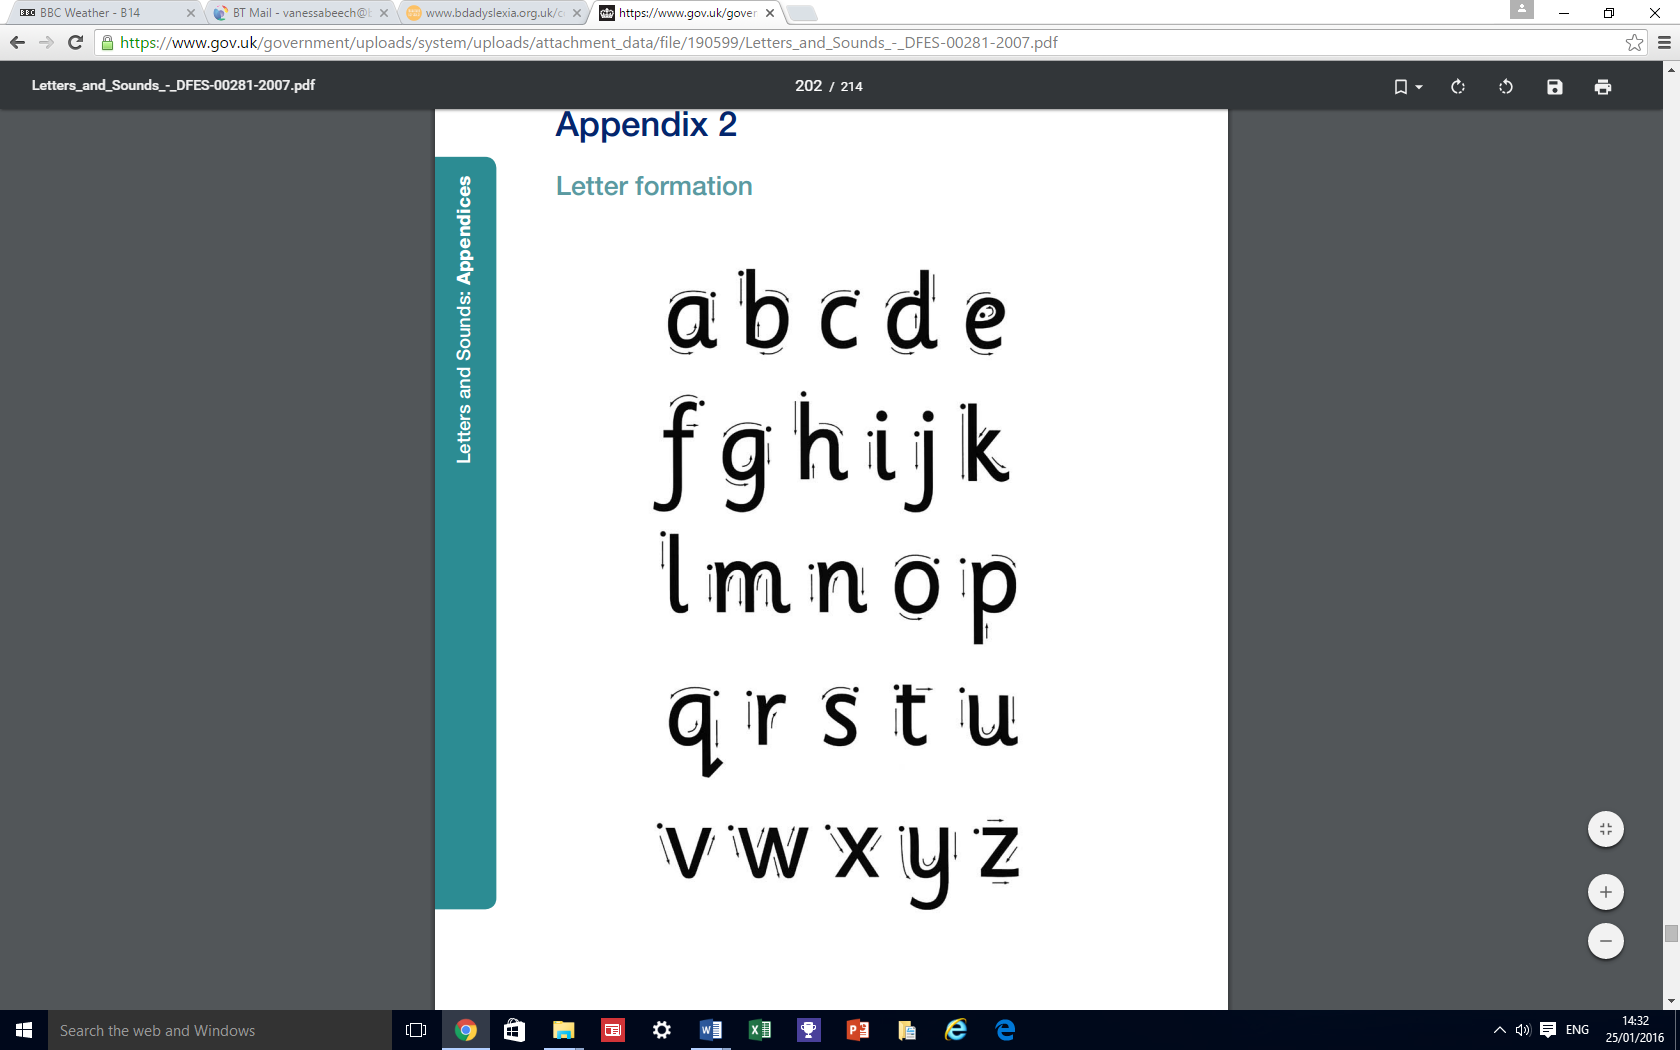 BBC BBC Weather - B14
BT Mail - vanessabeech@b
www.bdadyslexia.org.uk/c
https://www.gov.uk/gover
https://www.gov.uk/government/uploads/system/uploads/attachment_data/file/190599/Letters_and_Sounds_-_DFES-00281-2007.pdf
Letters_and_Sounds_-_DFES-00281-2007.pdf
202 / 214
Appendix 2
Letters and Sounds: Appendices
Letter formation
a b c d e
f g h i j k
l m n o p
q r s t u
v w x y z
Search the web and Windows
ENG
14:32
25/01/2016